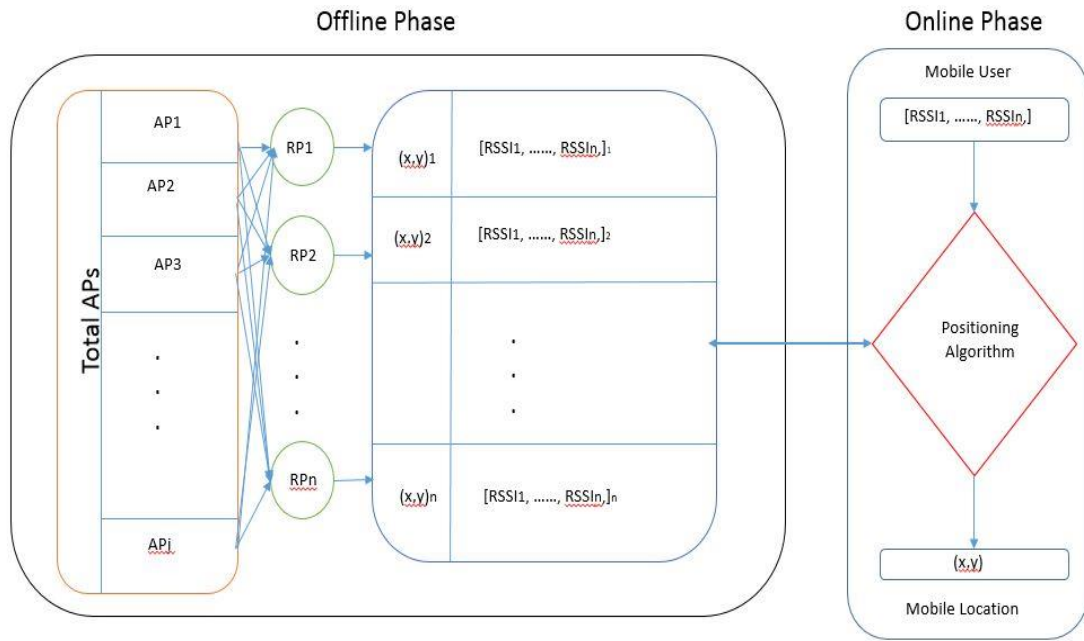 Offline Phase
Online Phase
Total APs
AP1
AP2
AP3
.
.
.
APj
RP1
RP2
.
.
.
RPn
(x,y)1
[RSSI1, ……, RSSIn,]1
(x,y)2
[RSSI1, ……, RSSIn,]2
.
.
.
(x,y)n
[RSSI1, ……, RSSIn,]n
Mobile User
[RSSI1, ……, RSSIn,]
Positioning
Algorithm
(x,y)
Mobile Location